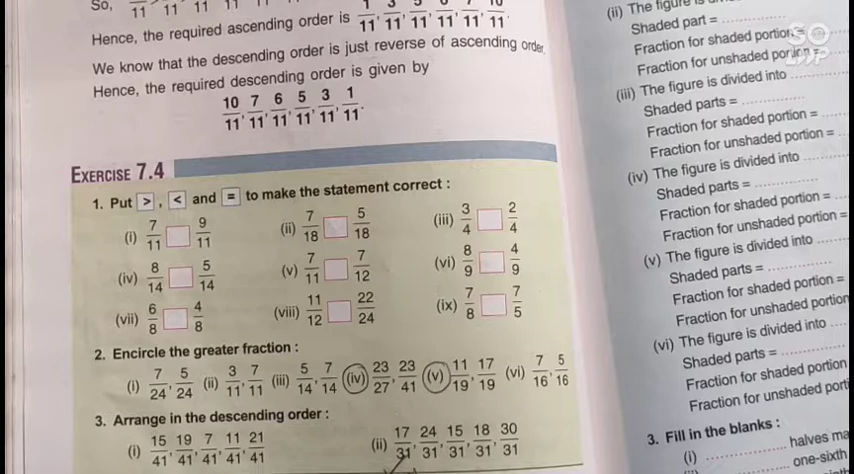 So, 11 11 11 11 11 11
Hence, the required ascending order is 1/11, 3/11, 5/11, 6/11, 7/11, 10/11.
We know that the descending order is just reverse of ascending order.
Hence, the required descending order is given by
10/11, 7/11, 6/11, 5/11, 3/11, 1/11.
EXERCISE 7.4
1. Put > , < and = to make the statement correct :
(i) 7/11 □ 9/11 (ii) 7/18 □ 5/18 (iii) 3/4 □ 2/4
(iv) 8/14 □ 5/14 (v) 7/11 □ 7/12 (vi) 8/9 □ 4/9
(vii) 6/8 □ 4/8 (viii) 11/12 □ 22/24 (ix) 7/8 □ 7/5
2. Encircle the greater fraction :
(i) 7/24, 5/24 (ii) 3/11, 7/11 (iii) 5/14, 7/14 (iv) 23/27, 23/41 (v) 11/19, 17/19 (vi) 7/16, 5/16
3. Arrange in the descending order :
(i) 15/41, 19/41, 7/41, 11/41, 21/41 (ii) 17/31, 24/31, 15/31, 18/31, 30/31
(ii) The figure is
Shaded part = ..............
Fraction for shaded portion =
Fraction for unshaded portion =
(iii) The figure is divided into ..............
Shaded parts = ..............
Fraction for shaded portion = ........
Fraction for unshaded portion = ...
(iv) The figure is divided into ..........
Shaded parts = ..............
Fraction for shaded portion = ....
Fraction for unshaded portion =
(v) The figure is divided into ........
Shaded parts = ..............
Fraction for shaded portion =
Fraction for unshaded portion
(vi) The figure is divided into ....
Shaded parts = ..............
Fraction for shaded portion
Fraction for unshaded porti
3. Fill in the blanks :
(i) .................... halves ma
one-sixth